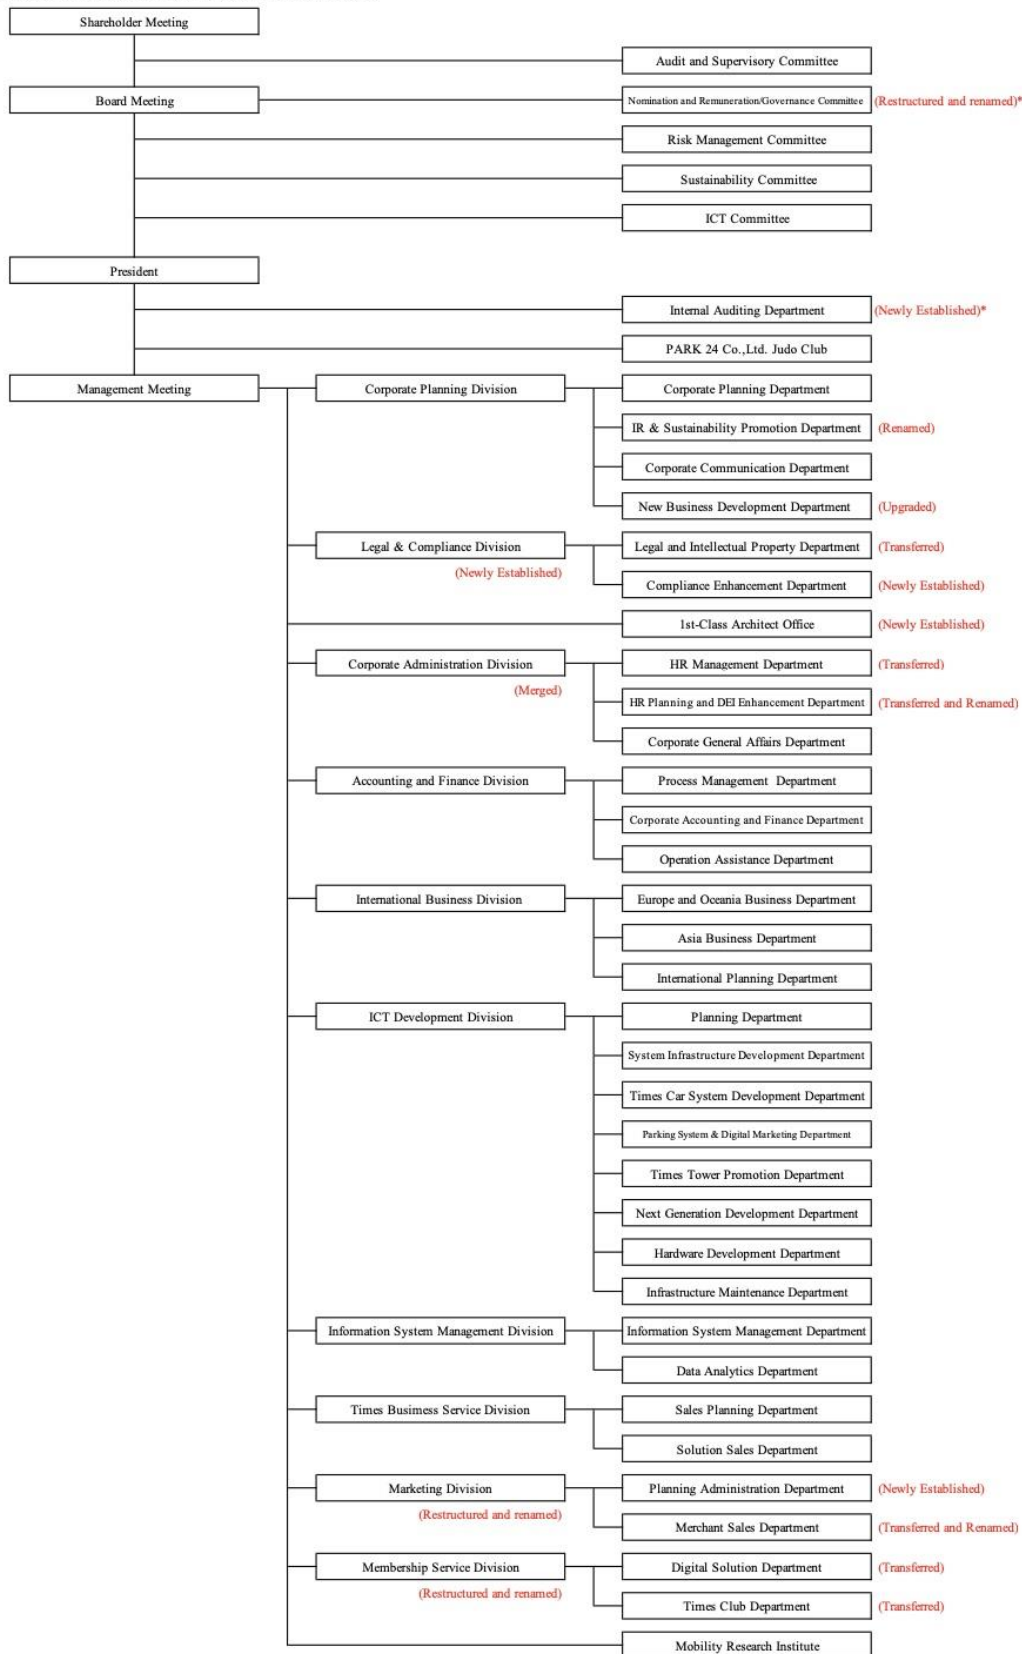 Shareholder Meeting
Audit and Supervisory Committee
Board Meeting
Nomination and Remuneration/Governance Committee
(Restructured and renamed)*
Risk Management Committee
Sustainability Committee
ICT Committee
President
Internal Auditing Department
(Newly Established)*
PARK 24 Co.,Ltd. Judo Club
Management Meeting
Corporate Planning Division
Corporate Planning Department
IR & Sustainability Promotion Department
(Renamed)
Corporate Communication Department
New Business Development Department
(Upgraded)
Legal & Compliance Division
(Newly Established)
Legal and Intellectual Property Department
(Transferred)
Compliance Enhancement Department
(Newly Established)
1st-Class Architect Office
(Newly Established)
Corporate Administration Division
(Merged)
HR Management Department
(Transferred)
HR Planning and DEI Enhancement Department
(Transferred and Renamed)
Corporate General Affairs Department
Accounting and Finance Division
Process Management Department
Corporate Accounting and Finance Department
Operation Assistance Department
International Business Division
Europe and Oceania Business Department
Asia Business Department
International Planning Department
ICT Development Division
Planning Department
System Infrastructure Development Department
Times Car System Development Department
Parking System & Digital Marketing Department
Times Tower Promotion Department
Next Generation Development Department
Hardware Development Department
Infrastructure Maintenance Department
Information System Management Division
Information System Management Department
Data Analytics Department
Times Business Service Division
Sales Planning Department
Solution Sales Department
Marketing Division
(Restructured and renamed)
Planning Administration Department
(Newly Established)
Merchant Sales Department
(Transferred and Renamed)
Membership Service Division
(Restructured and renamed)
Digital Solution Department
(Transferred)
Times Club Department
(Transferred)
Mobility Research Institute